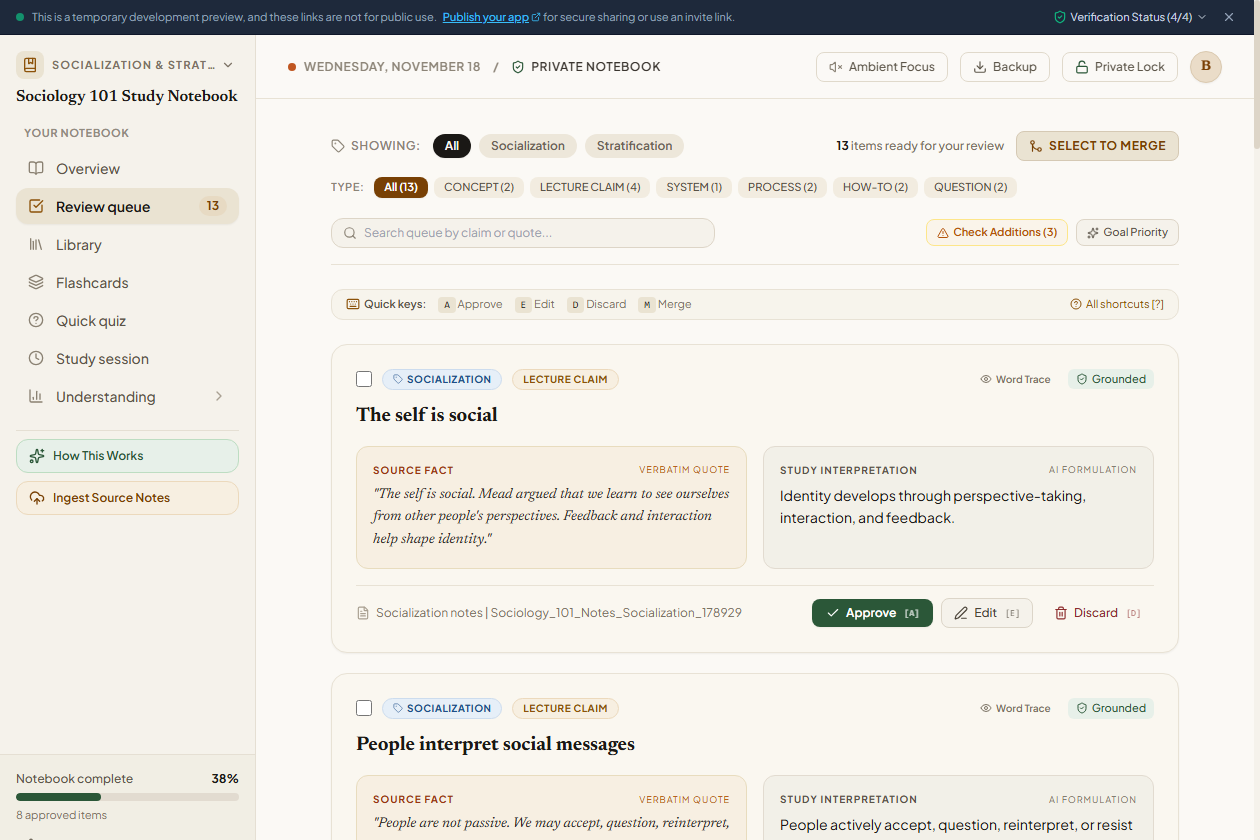 This is a temporary development preview, and these links are not for public use. Publish your app for secure sharing or use an invite link.
Verification Status (4/4)
SOCIALIZATION & STRAT...
Sociology 101 Study Notebook
WEDNESDAY, NOVEMBER 18 / PRIVATE NOTEBOOK
Ambient Focus
Backup
Private Lock
B
YOUR NOTEBOOK
Overview
Review queue 13
Library
Flashcards
Quick quiz
Study session
Understanding
How This Works
Ingest Source Notes
Notebook complete 38%
8 approved items
SHOWING: All Socialization Stratification
13 items ready for your review
SELECT TO MERGE
TYPE: All (13) CONCEPT (2) LECTURE CLAIM (4) SYSTEM (1) PROCESS (2) HOW-TO (2) QUESTION (2)
Search queue by claim or quote...
Check Additions (3)
Goal Priority
Quick keys: A Approve E Edit D Discard M Merge
All shortcuts [?]
SOCIALIZATION LECTURE CLAIM
Word Trace
Grounded
The self is social
SOURCE FACT VERBATIM QUOTE
"The self is social. Mead argued that we learn to see ourselves
from other people's perspectives. Feedback and interaction
help shape identity."
STUDY INTERPRETATION AI FORMULATION
Identity develops through perspective-taking,
interaction, and feedback.
Socialization notes | Sociology_101_Notes_Socialization_178929
Approve [A]
Edit [E]
Discard [D]
SOCIALIZATION LECTURE CLAIM
Word Trace
Grounded
People interpret social messages
SOURCE FACT VERBATIM QUOTE
"People are not passive. We may accept, question, reinterpret,
STUDY INTERPRETATION AI FORMULATION
People actively accept, question, reinterpret, or resist